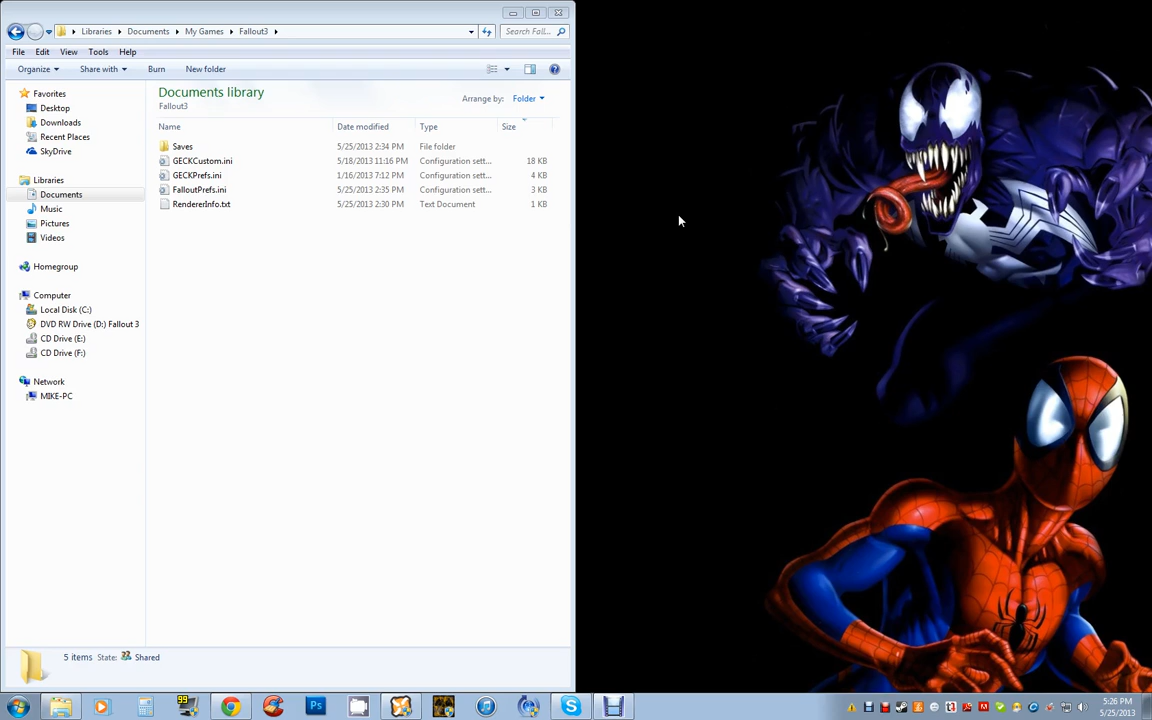 Libraries Documents My Games Fallout3 Search Fall...
File Edit View Tools Help
Organize Share with Burn New folder
Favorites
Desktop
Downloads
Recent Places
SkyDrive
Libraries
Documents
Music
Pictures
Videos
Homegroup
Computer
Local Disk (C:)
DVD RW Drive (D:) Fallout 3
CD Drive (E:)
CD Drive (F:)
Network
MIKE-PC
Documents library
Fallout3
Arrange by: Folder
Name Date modified Type Size
Saves 5/25/2013 2:34 PM File folder
GECKCustom.ini 5/18/2013 11:16 PM Configuration sett... 18 KB
GECKPrefs.ini 1/16/2013 7:12 PM Configuration sett... 4 KB
FalloutPrefs.ini 5/25/2013 2:35 PM Configuration sett... 3 KB
RendererInfo.txt 5/25/2013 2:30 PM Text Document 1 KB
5 items State: Shared
99
Ps
5:26 PM
5/25/2013